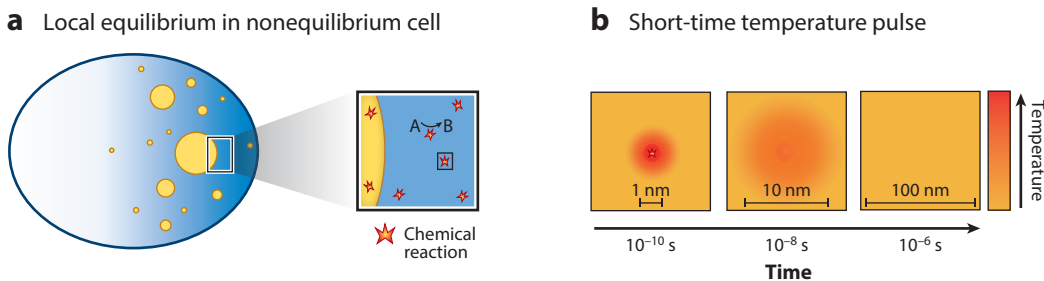 a Local equilibrium in nonequilibrium cell
A B
Chemical
reaction
b Short-time temperature pulse
1 nm
10 nm
100 nm
Temperature
10⁻¹⁰ s
10⁻⁸ s
10⁻⁶ s
Time